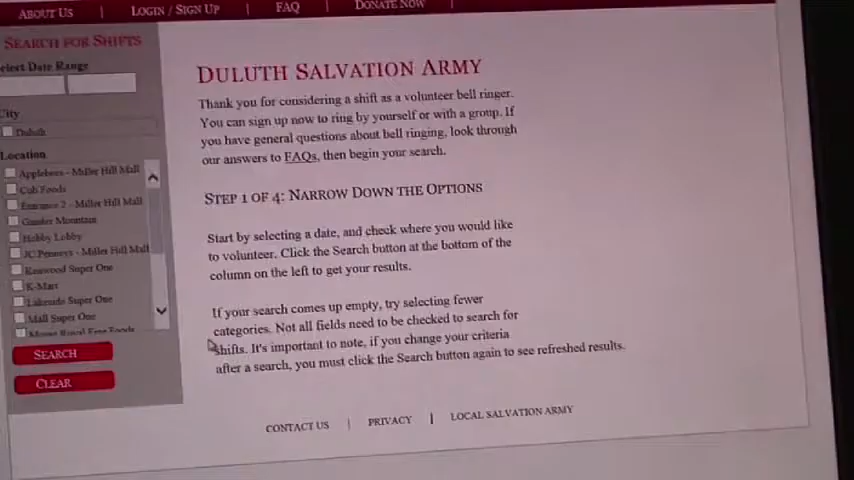 ABOUT US | LOGIN / SIGN UP | FAQ | DONATE NOW |
SEARCH FOR SHIFTS
Select Date Range
City
Duluth
Location
Applebees - Miller Hill Mall
Cub Foods
Entrance 2 - Miller Hill Mall
Gander Mountain
Hobby Lobby
JC Penneys - Miller Hill Mall
Kenwood Super One
K-Mart
Lakeside Super One
Mall Super One
SEARCH
CLEAR
DULUTH SALVATION ARMY
Thank you for considering a shift as a volunteer bell ringer.
You can sign up now to ring by yourself or with a group. If
you have general questions about bell ringing, look through
our answers to FAQs, then begin your search.
STEP 1 OF 4: NARROW DOWN THE OPTIONS
Start by selecting a date, and check where you would like
to volunteer. Click the Search button at the bottom of the
column on the left to get your results.
If your search comes up empty, try selecting fewer
categories. Not all fields need to be checked to search for
shifts. It's important to note, if you change your criteria
after a search, you must click the Search button again to see refreshed results.
CONTACT US | PRIVACY | LOCAL SALVATION ARMY